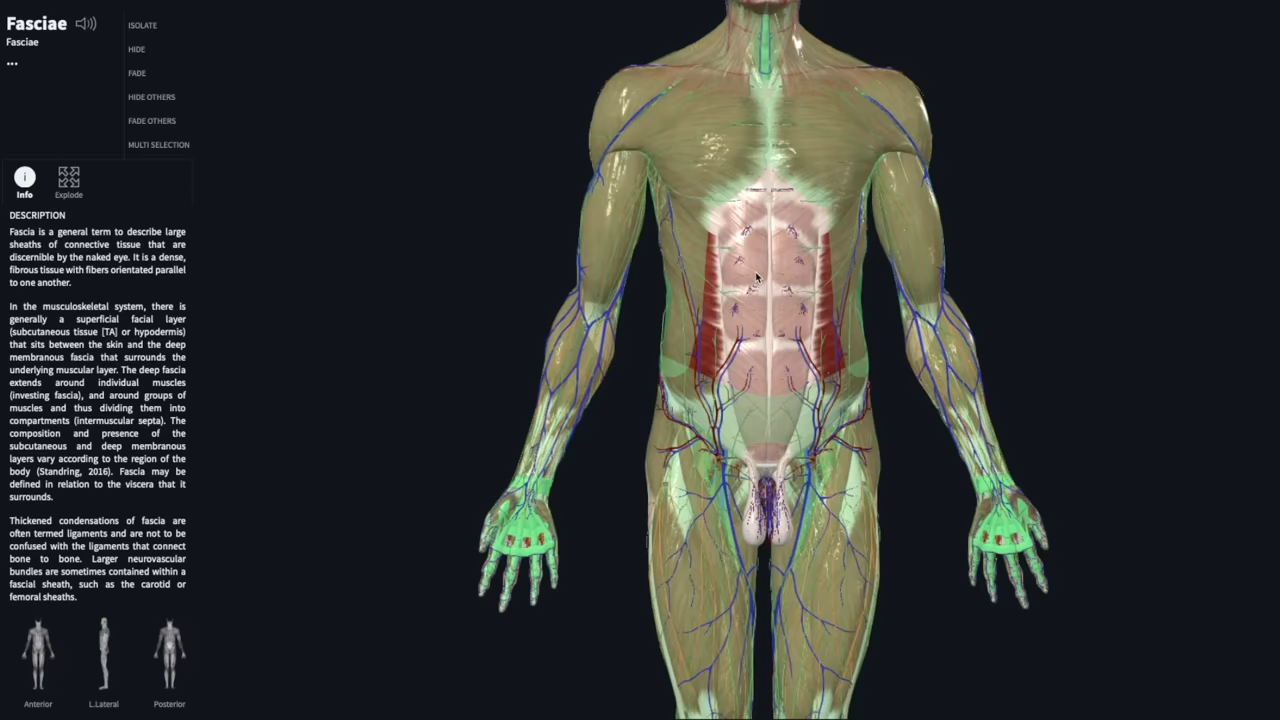 Fasciae
Fasciae
...
ISOLATE
HIDE
FADE
HIDE OTHERS
FADE OTHERS
MULTI SELECTION
i
Info
Explode
DESCRIPTION
Fascia is a general term to describe large
sheaths of connective tissue that are
discernible by the naked eye. It is a dense,
fibrous tissue with fibers orientated parallel
to one another.
In the musculoskeletal system, there is
generally a superficial facial layer
(subcutaneous tissue [TA] or hypodermis)
that sits between the skin and the deep
membranous fascia that surrounds the
underlying muscular layer. The deep fascia
extends around individual muscles
(investing fascia), and around groups of
muscles and thus dividing them into
compartments (intermuscular septa). The
composition and presence of the
subcutaneous and deep membranous
layers vary according to the region of the
body (Standring, 2016). Fascia may be
defined in relation to the viscera that it
surrounds.
Thickened condensations of fascia are
often termed ligaments and are not to be
confused with the ligaments that connect
bone to bone. Larger neurovascular
bundles are sometimes contained within a
fascial sheath, such as the carotid or
femoral sheaths.
Anterior
L.Lateral
Posterior